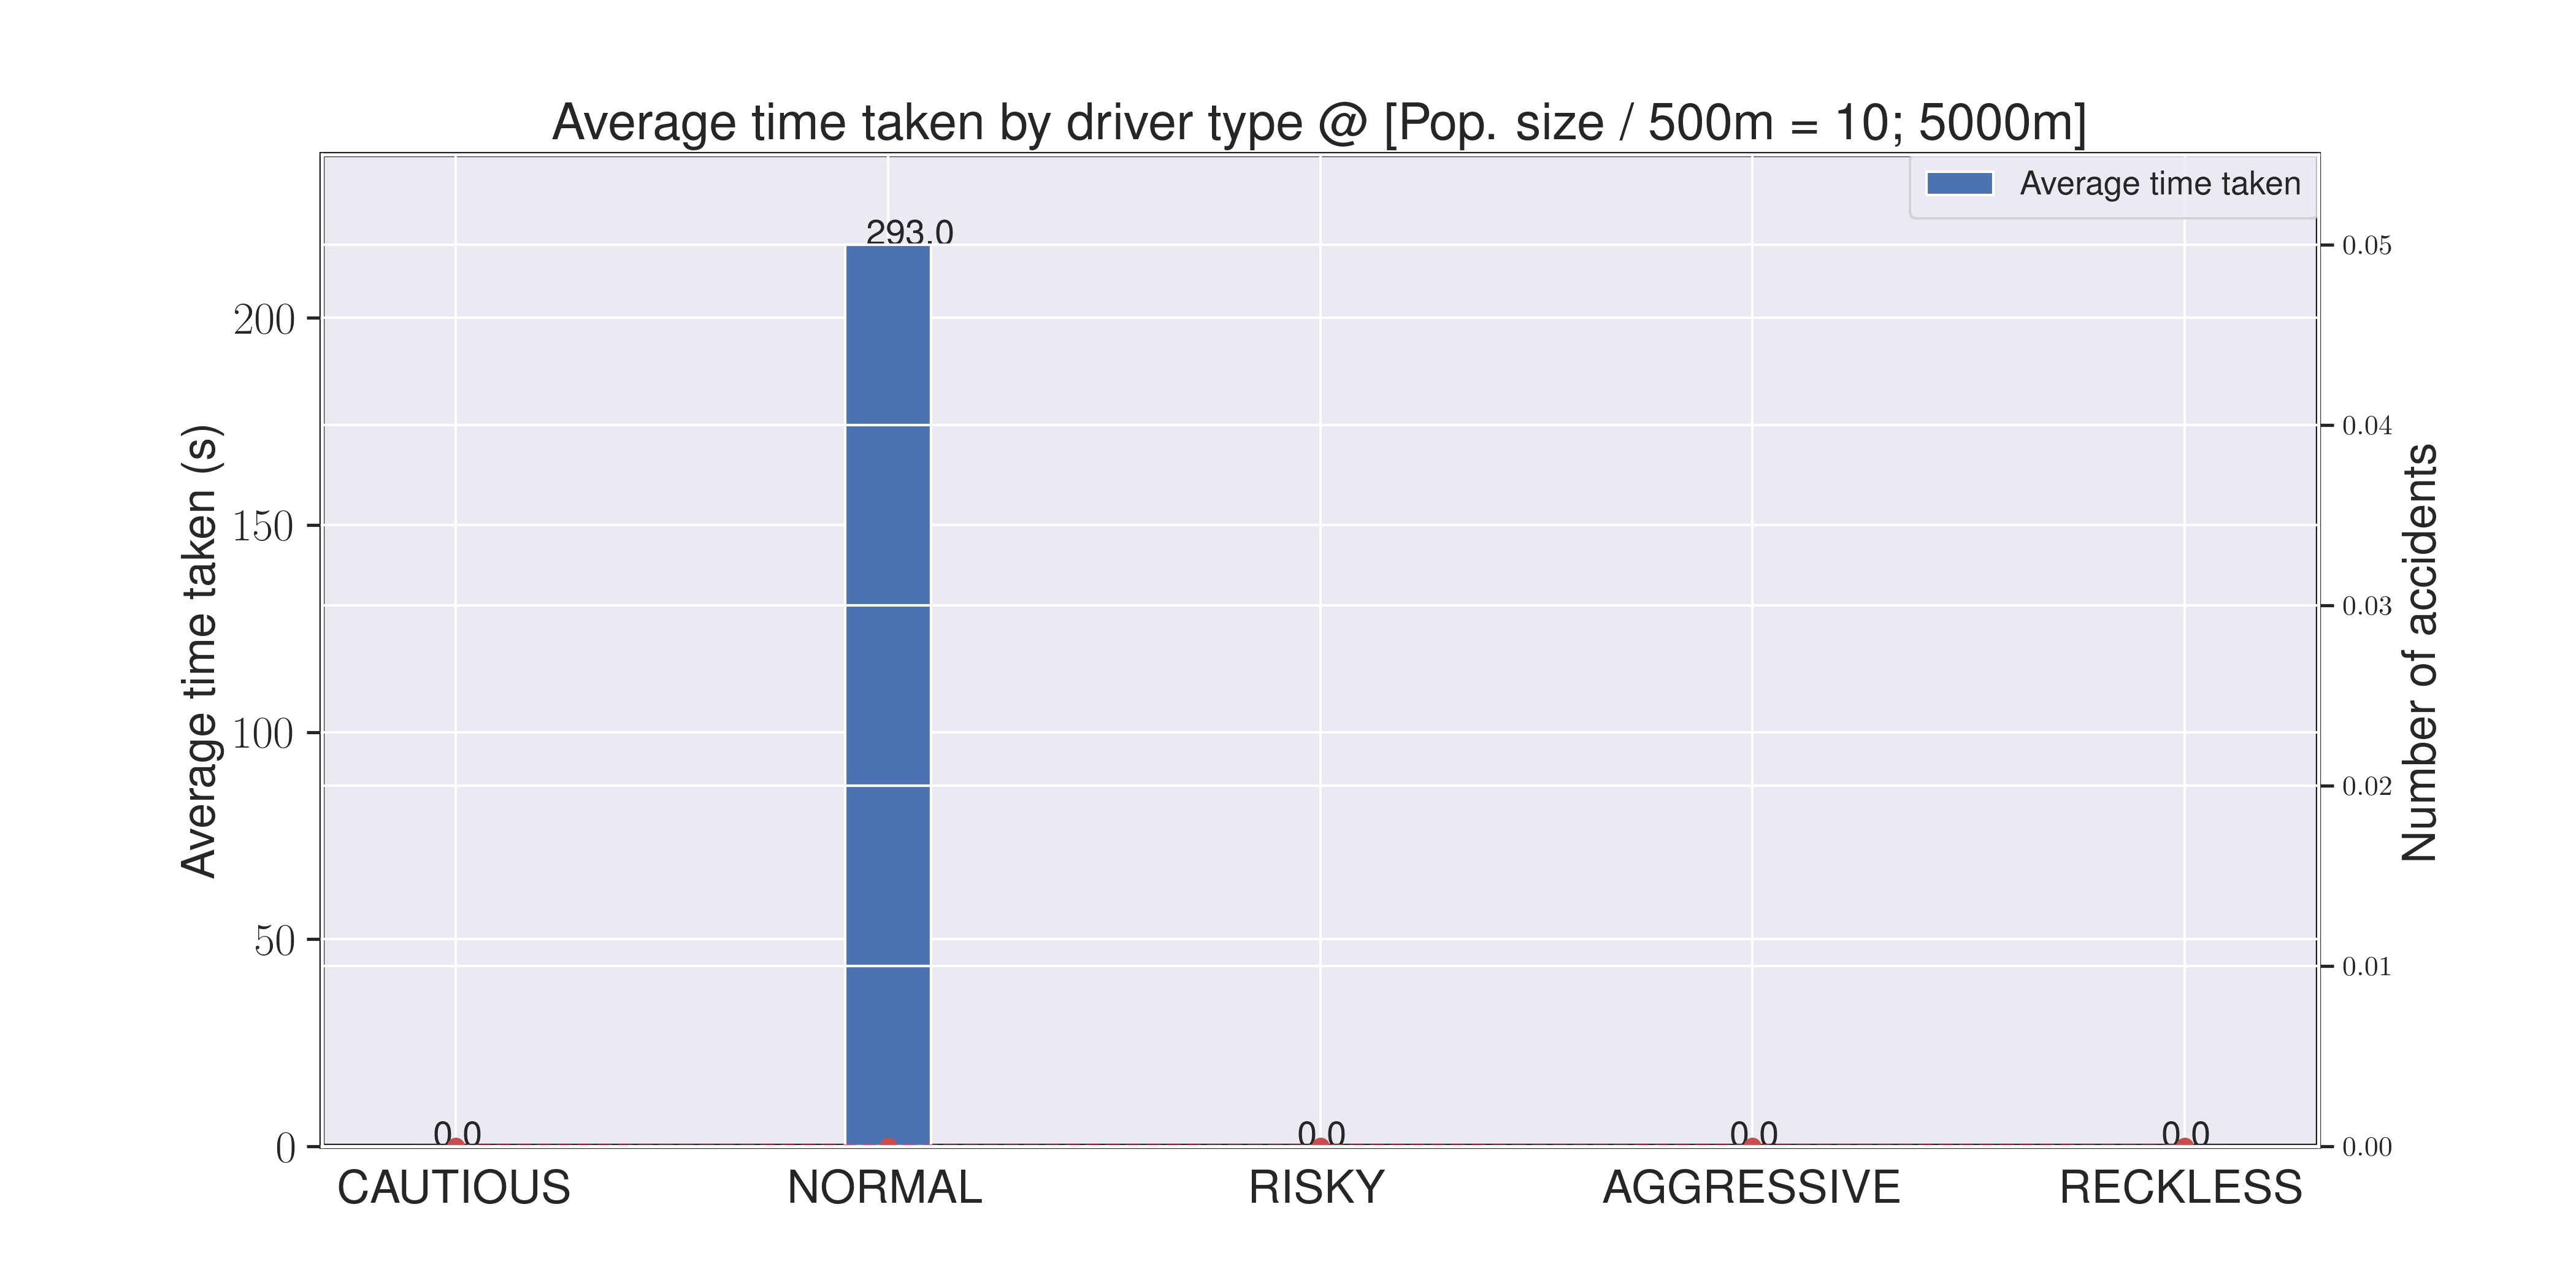 Average time taken by driver type @ [Pop. size / 500m = 10; 5000m]
Average time taken
293.0
200
150
100
50
0
Average time taken (s)
0.05
0.04
0.03
0.02
0.01
0.00
Number of accidents
0.0 0.0 0.0 0.0
CAUTIOUS NORMAL RISKY AGGRESSIVE RECKLESS